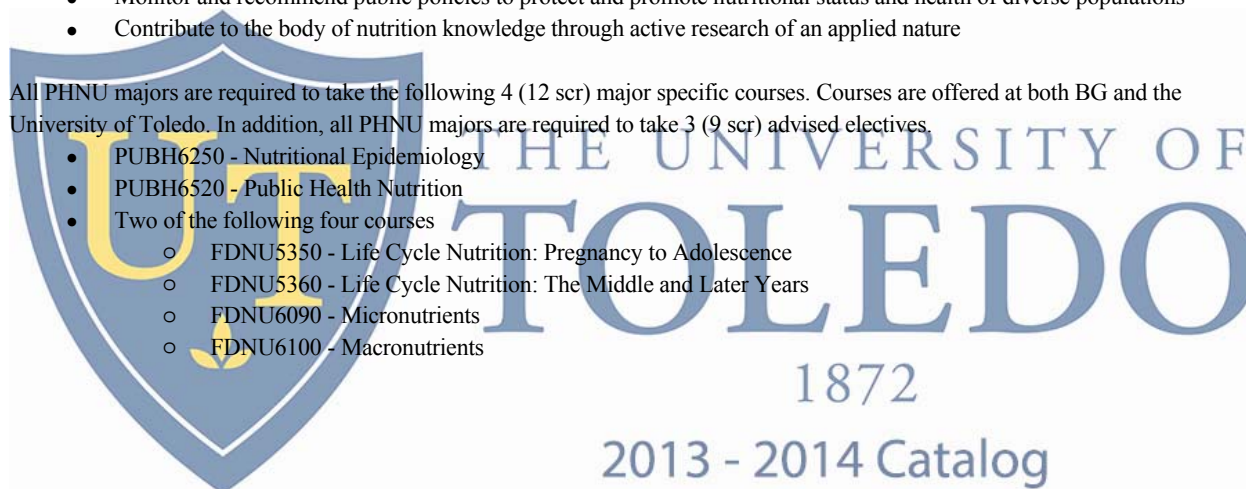 • Monitor and recommend public policies to protect and promote nutritional status and health of diverse populations
• Contribute to the body of nutrition knowledge through active research of an applied nature
All PHNU majors are required to take the following 4 (12 scr) major specific courses. Courses are offered at both BG and the
University of Toledo. In addition, all PHNU majors are required to take 3 (9 scr) advised electives.
• PUBH6250 - Nutritional Epidemiology
• PUBH6520 - Public Health Nutrition
• Two of the following four courses
o FDNU5350 - Life Cycle Nutrition: Pregnancy to Adolescence
o FDNU5360 - Life Cycle Nutrition: The Middle and Later Years
o FDNU6090 - Micronutrients
o FDNU6100 - Macronutrients
UT
THE UNIVERSITY OF
TOLEDO
1872
2013 - 2014 Catalog